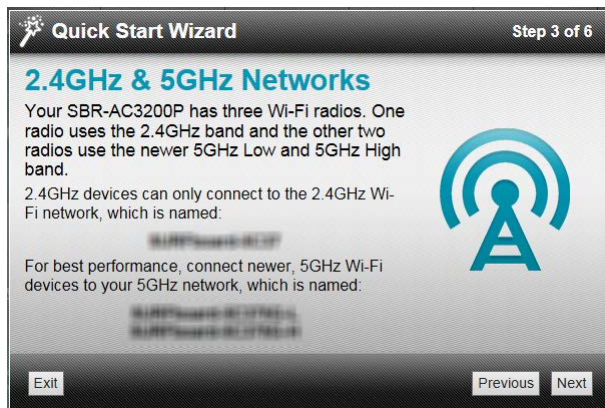 Quick Start Wizard
Step 3 of 6
2.4GHz & 5GHz Networks
Your SBR-AC3200P has three Wi-Fi radios. One
radio uses the 2.4GHz band and the other two
radios use the newer 5GHz Low and 5GHz High
band.
2.4GHz devices can only connect to the 2.4GHz Wi-
Fi network, which is named:
For best performance, connect newer, 5GHz Wi-Fi
devices to your 5GHz network, which is named:
Exit
Previous
Next